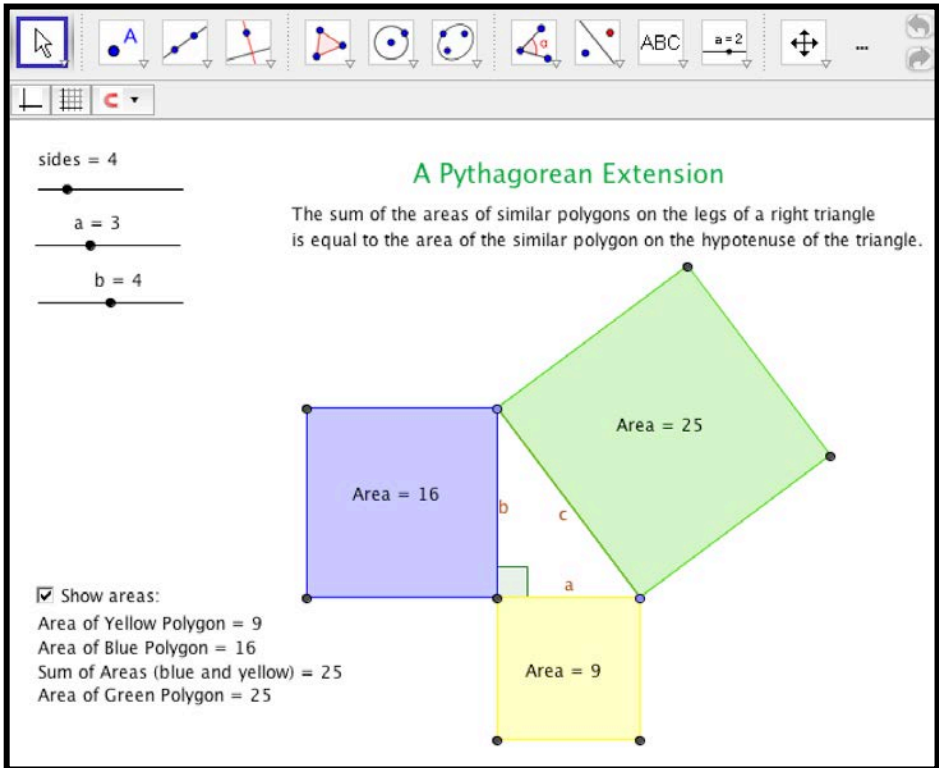 A
α
ABC
a=2
...
sides = 4
a = 3
b = 4
A Pythagorean Extension
The sum of the areas of similar polygons on the legs of a right triangle
is equal to the area of the similar polygon on the hypotenuse of the triangle.
Area = 25
Area = 16
b
c
a
Area = 9
Show areas:
Area of Yellow Polygon = 9
Area of Blue Polygon = 16
Sum of Areas (blue and yellow) = 25
Area of Green Polygon = 25